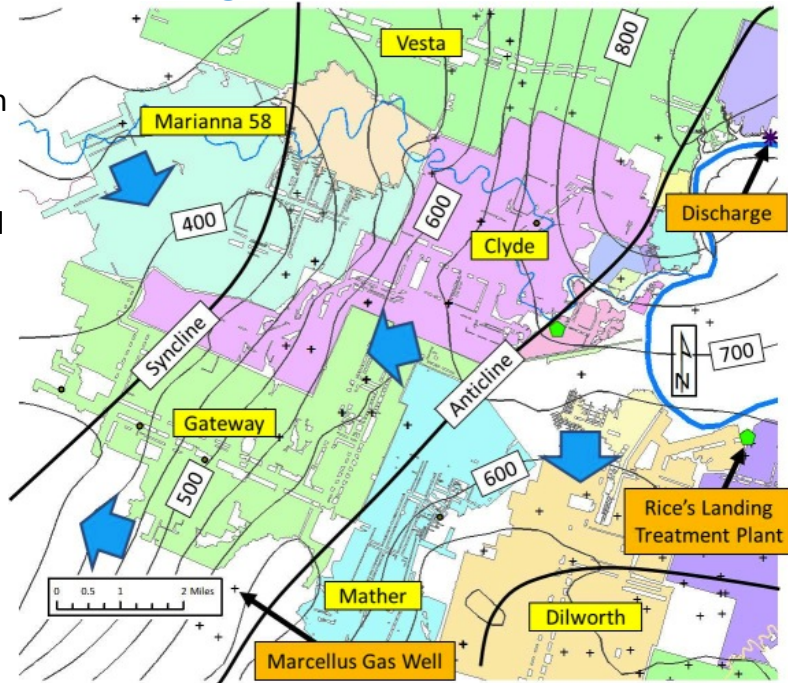 Vesta
800
Marianna 58
n
d
400
600
Clyde
Discharge
Syncline
Anticline
700
N
Gateway
500
600
Rice's Landing
Treatment Plant
0 0.5 1 2 Miles
Mather
Dilworth
Marcellus Gas Well